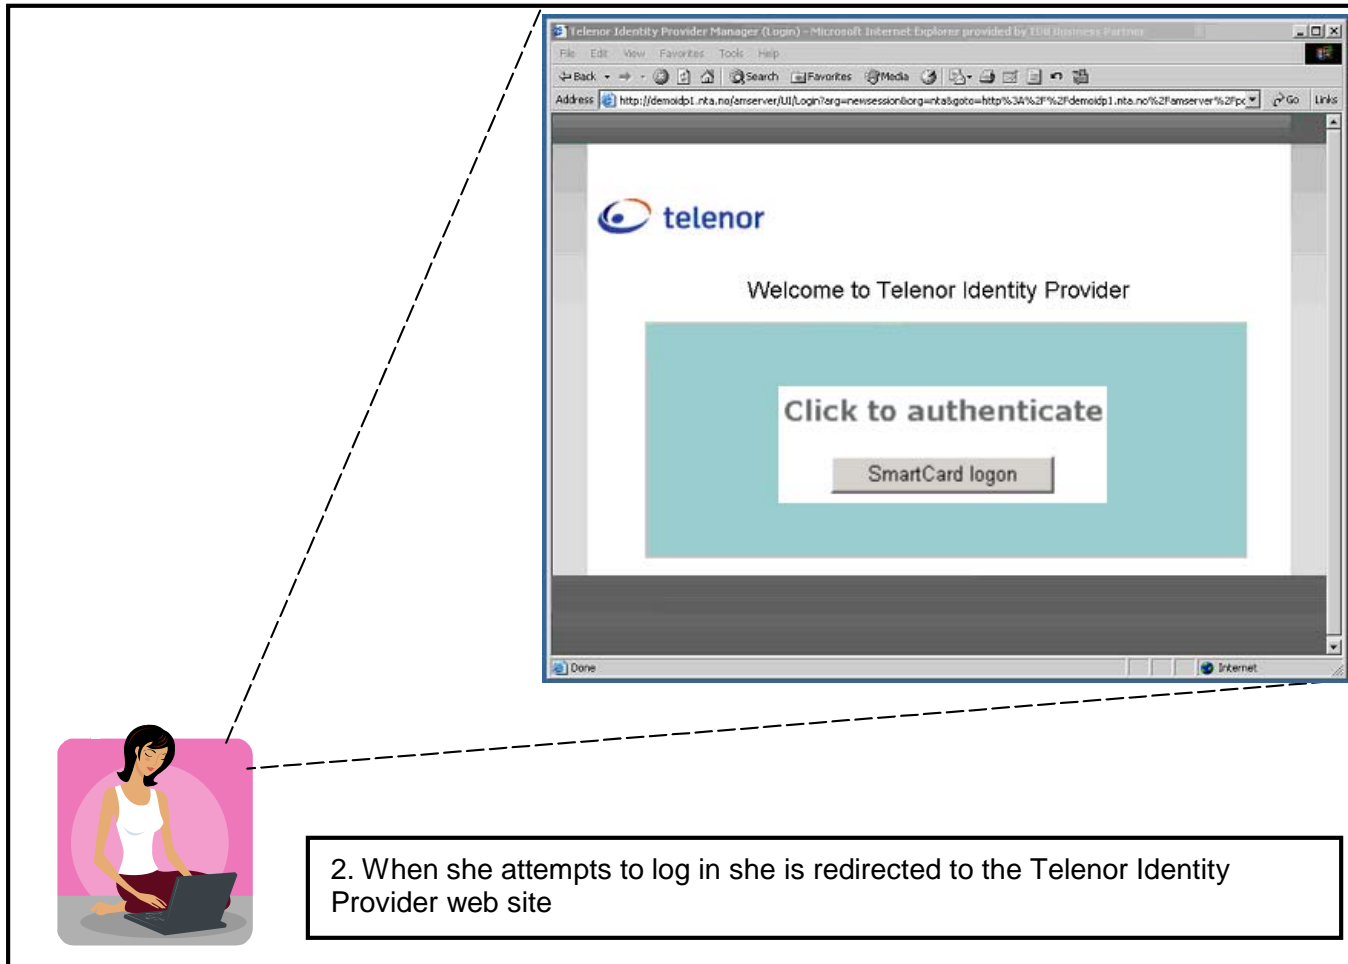 Telenor Identity Provider Manager (Login) - Microsoft Internet Explorer provided by EDB Business Partner
File Edit View Favorites Tools Help
Back Search Favorites Media
Address http://demoidp1.nta.no/amserver/UI/Login?arg=newsession&org=nta&goto=http%3A%2F%2Fdemoidp1.nta.no%2Famserver%2Fpc Go Links
telenor
Welcome to Telenor Identity Provider
Click to authenticate
SmartCard logon
Done Internet
2. When she attempts to log in she is redirected to the Telenor Identity
Provider web site